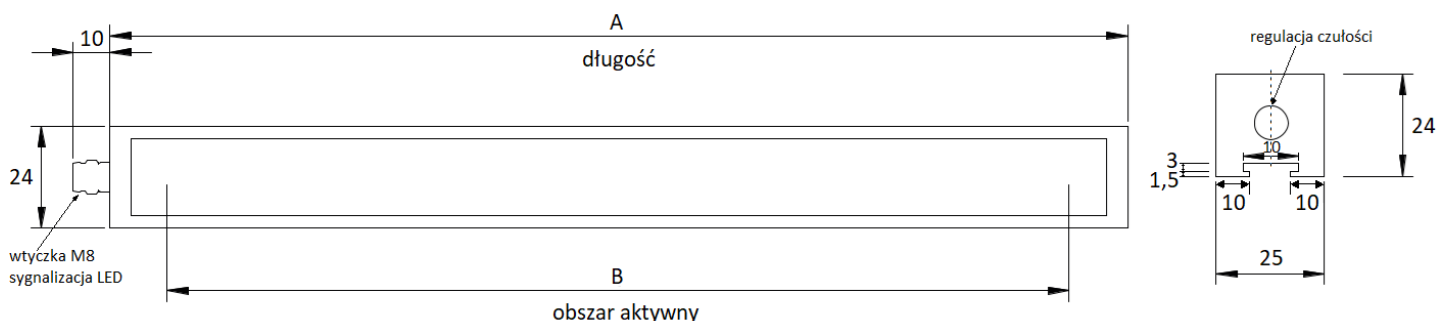 A
10
długość
24
wtyczka M8
sygnalizacja LED
B
obszar aktywny
regulacja czułości
24
10
3
1,5
10
10
25